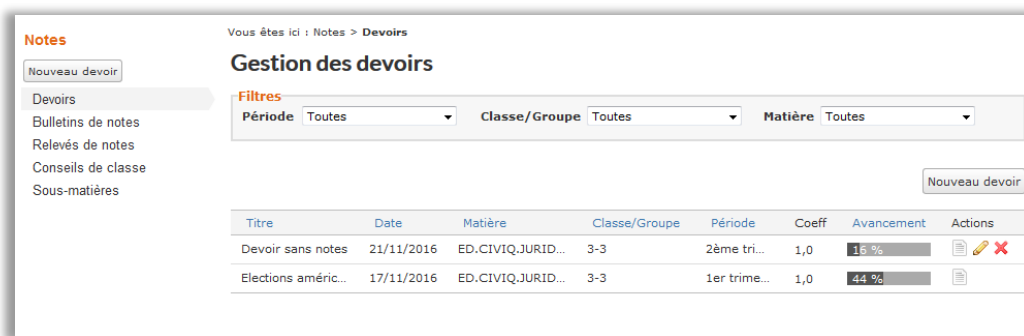 Notes
Nouveau devoir
Devoirs
Bulletins de notes
Relevés de notes
Conseils de classe
Sous-matières
Vous êtes ici : Notes > Devoirs
Gestion des devoirs
Filtres
Période Toutes Classe/Groupe Toutes Matière Toutes
Nouveau devoir
Titre Date Matière Classe/Groupe Période Coeff Avancement Actions
Devoir sans notes 21/11/2016 ED.CIVIQ.JURID... 3-3 2ème tri... 1,0 16 %
Elections améric... 17/11/2016 ED.CIVIQ.JURID... 3-3 1er trime... 1,0 44 %